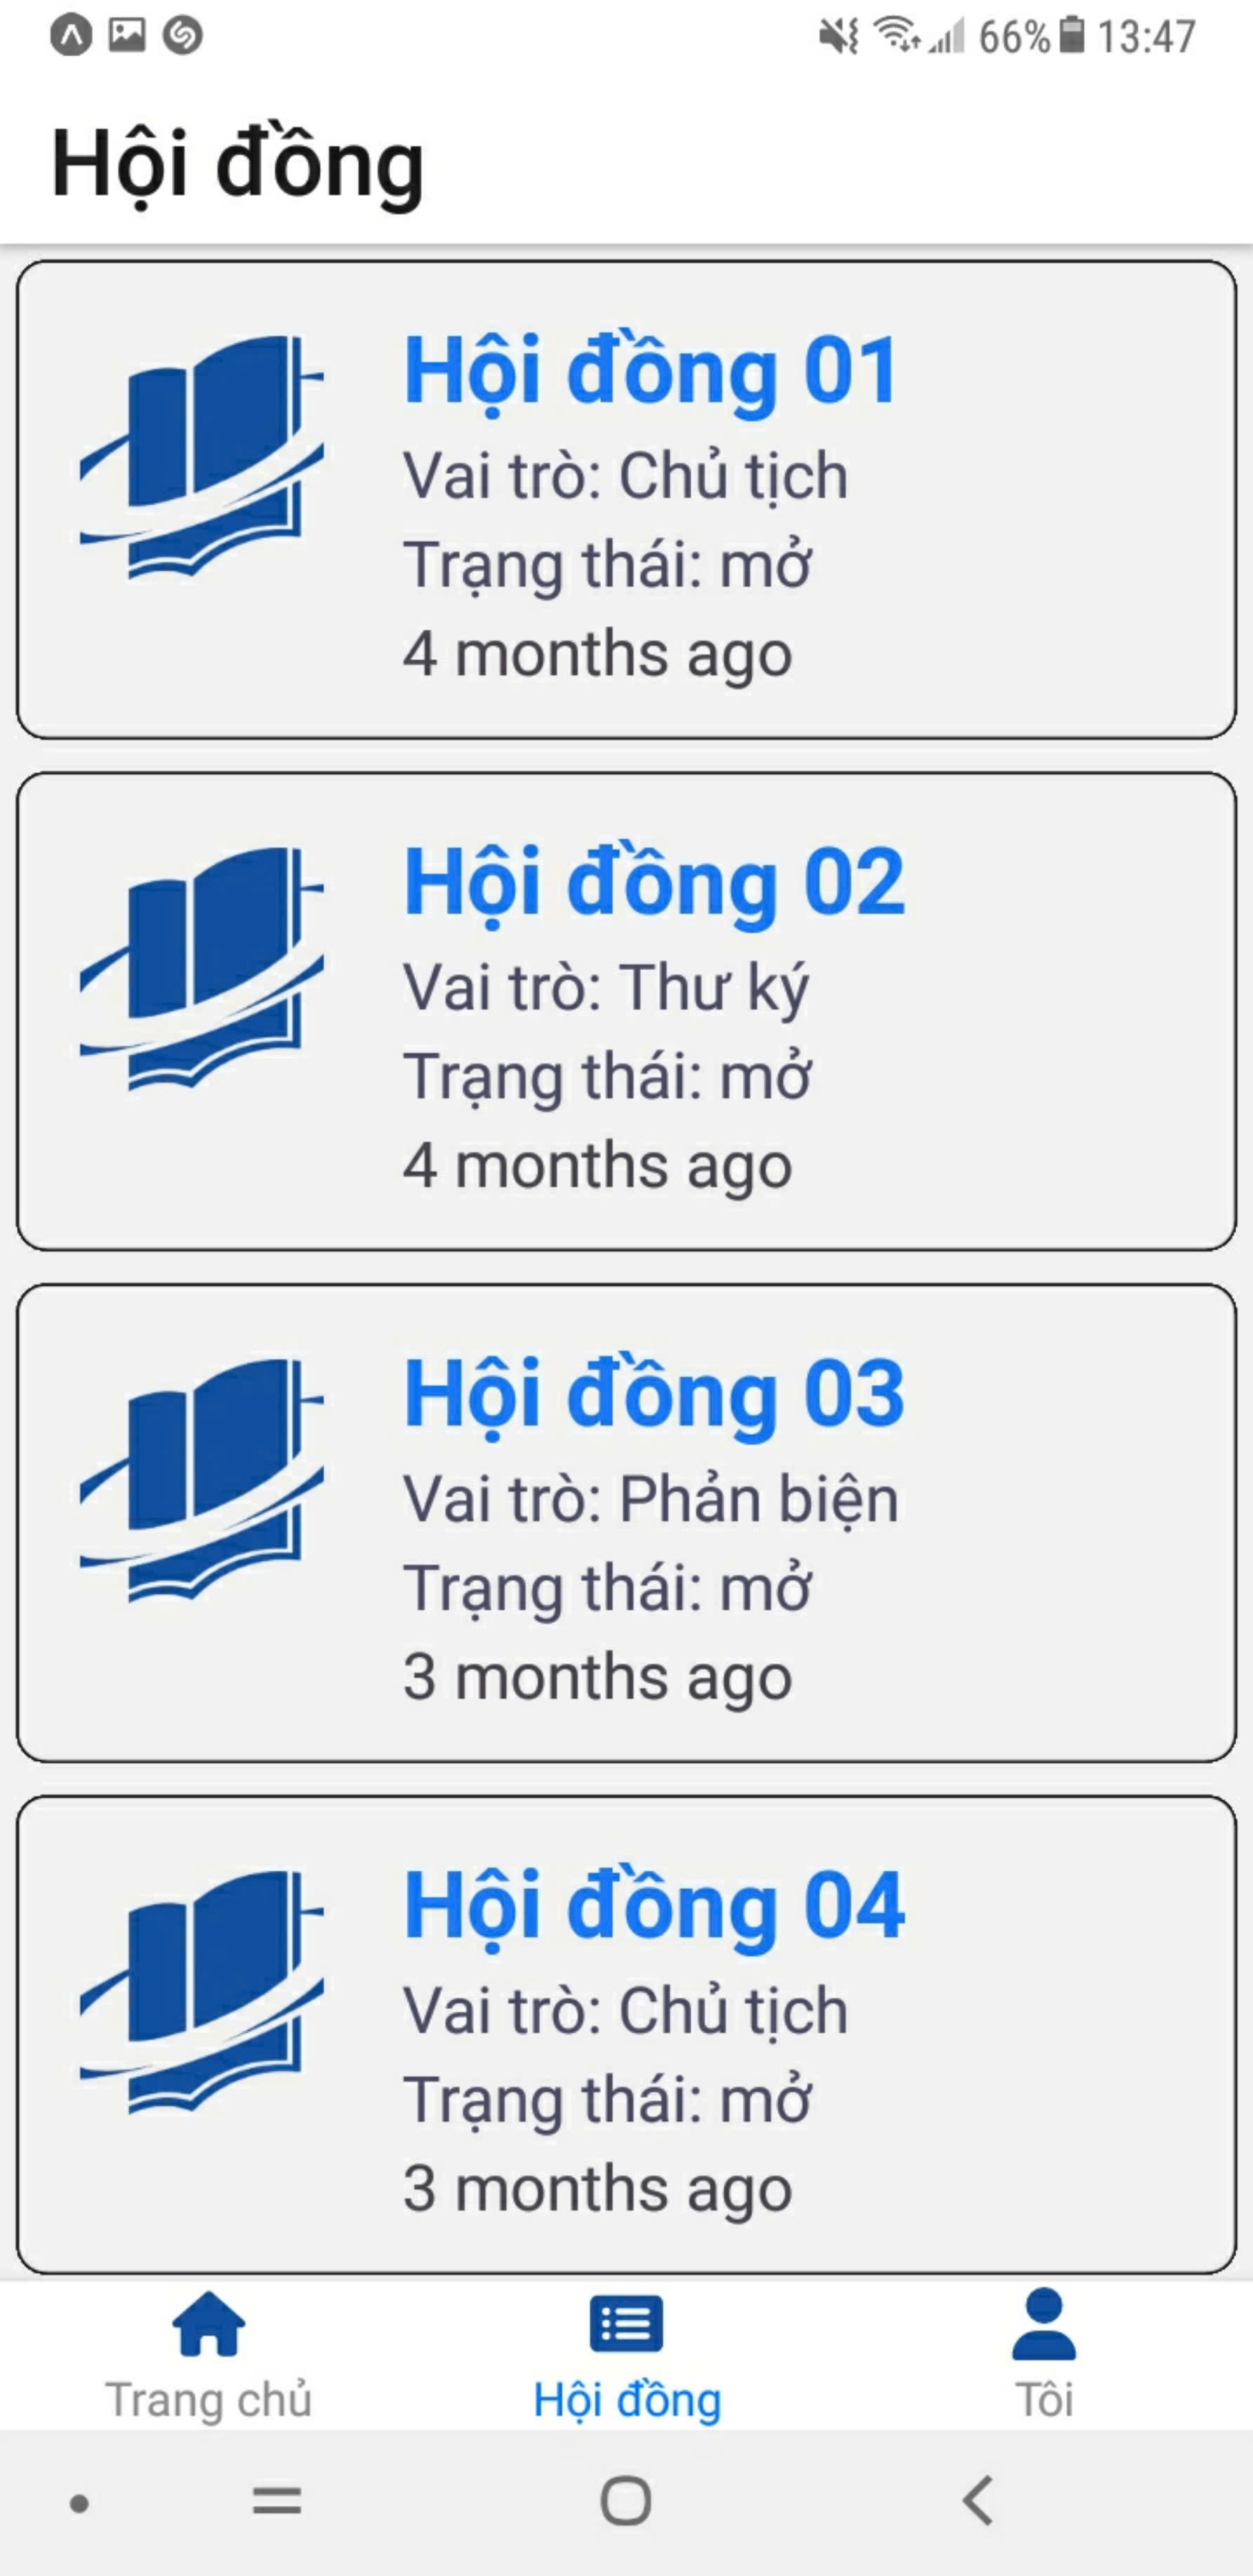 66% 13:47
Hội đồng
Hội đồng 01
Vai trò: Chủ tịch
Trạng thái: mở
4 months ago
Hội đồng 02
Vai trò: Thư ký
Trạng thái: mở
4 months ago
Hội đồng 03
Vai trò: Phản biện
Trạng thái: mở
3 months ago
Hội đồng 04
Vai trò: Chủ tịch
Trạng thái: mở
3 months ago
Trang chủ Hội đồng Tôi